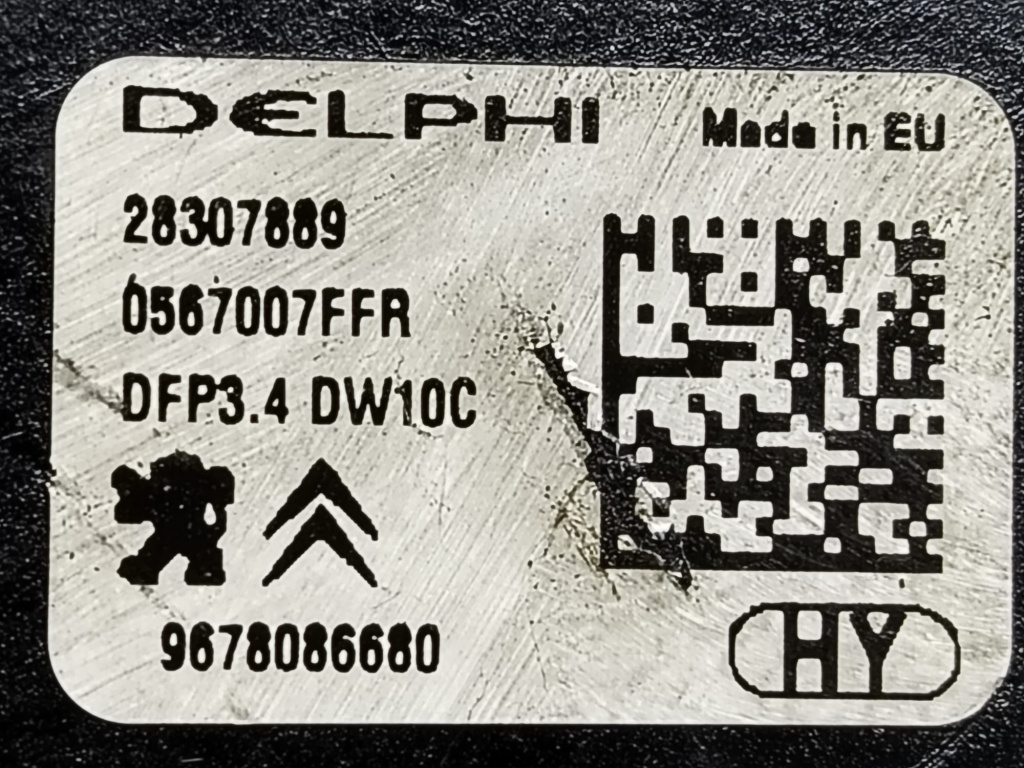 DELPHI
Made in EU
28307889
0567007FFR
DFP3.4 DW10C
9678086680
HY